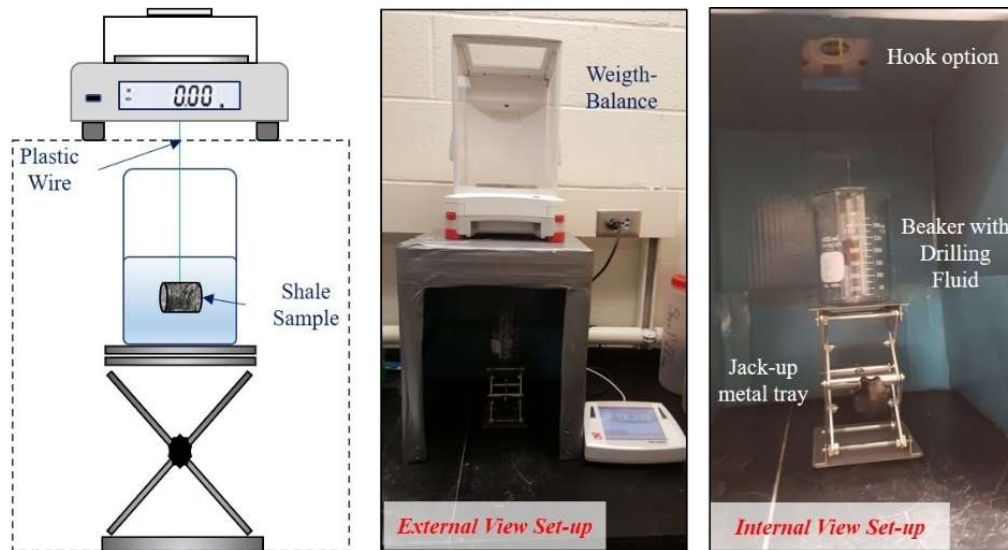 0.00
Plastic
Wire
Shale
Sample
Weigth-
Balance
External View Set-up
Hook option
Beaker with
Drilling
Fluid
Jack-up
metal tray
Internal View Set-up